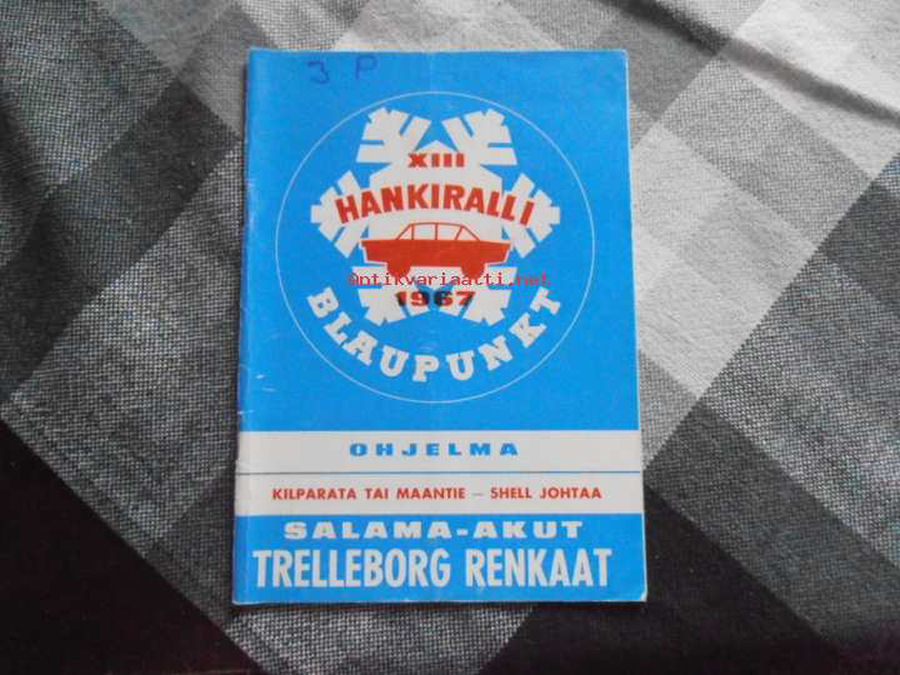 3 P
XIII
HANKIRALLI
Antikvariaatti.net
1967
BLAUPUNKT
OHJELMA
KILPARATA TAI MAANTIE – SHELL JOHTAA
SALAMA-AKUT
TRELLEBORG RENKAAT